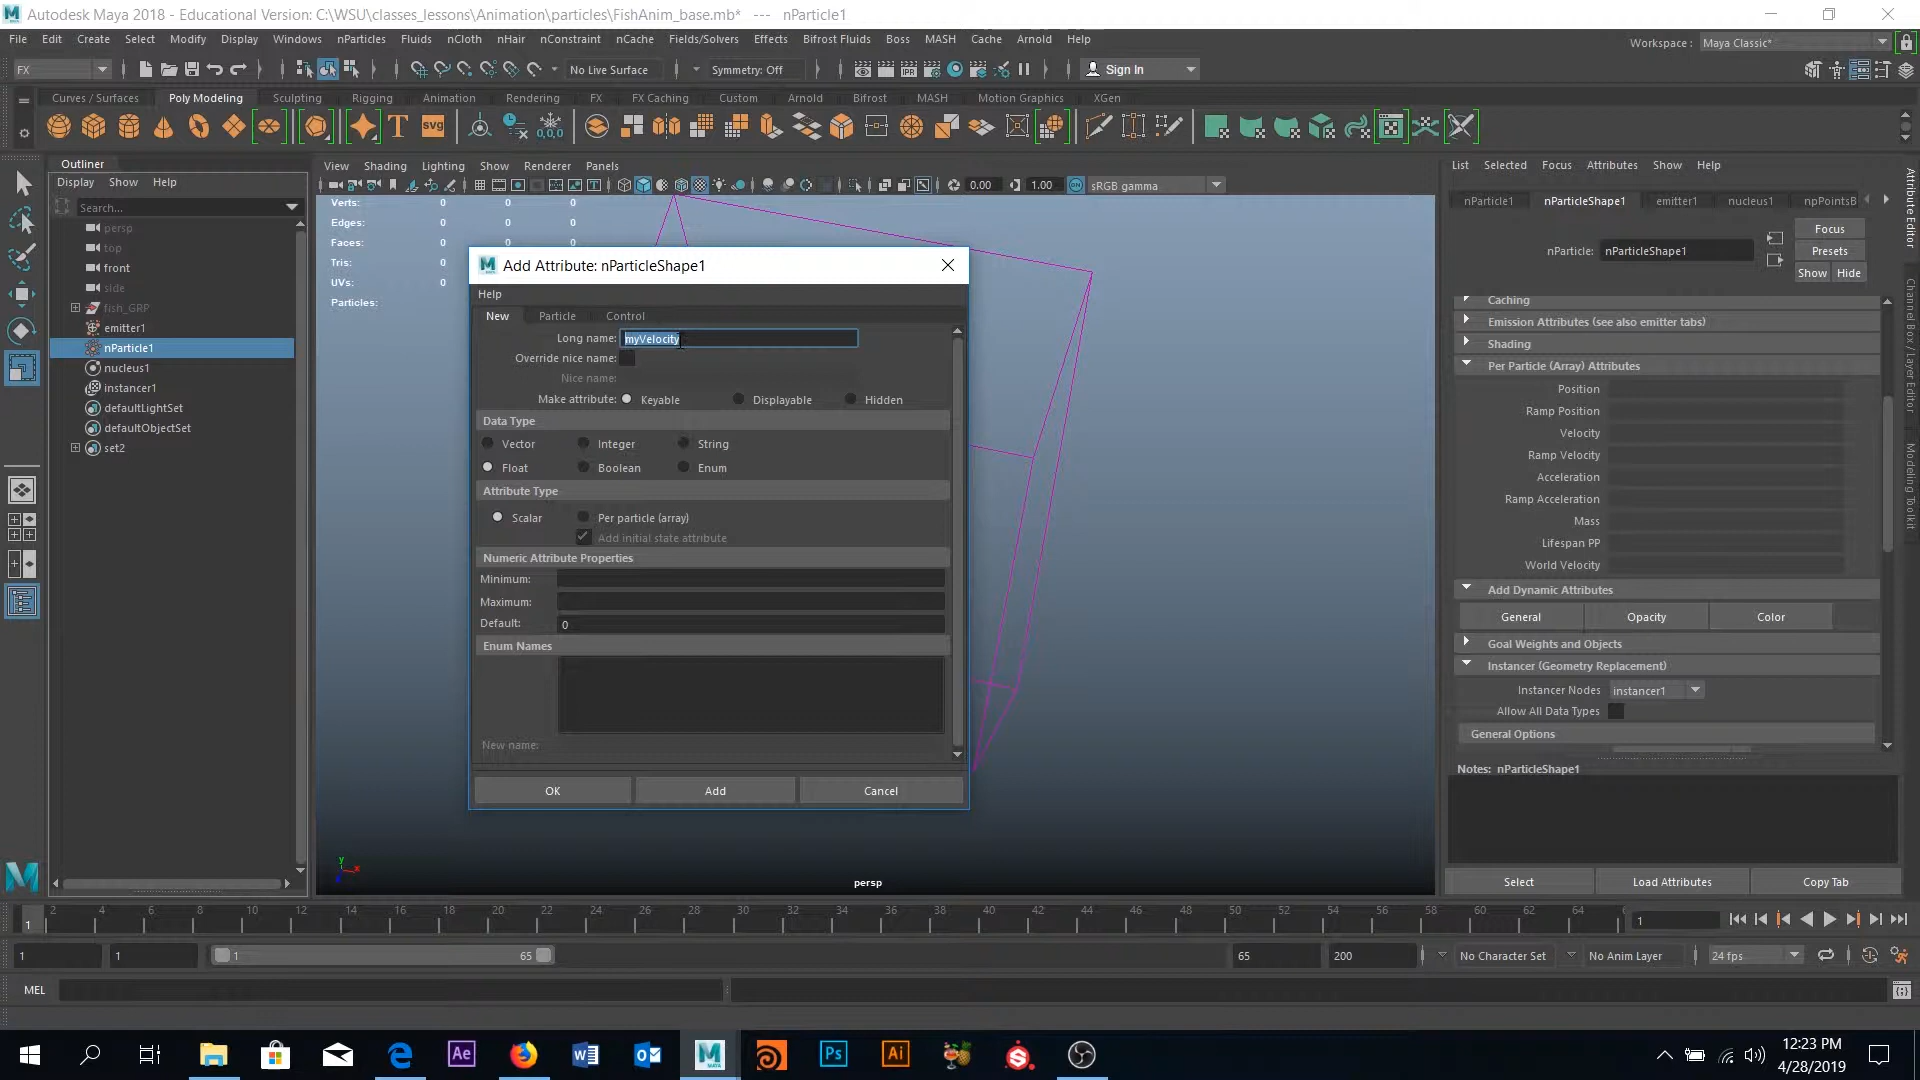 Autodesk Maya 2018 - Educational Version: C:\WSU\classes_lessons\Animation\particles\FishAnim_base.mb* --- nParticle1
File Edit Create Select Modify Display Windows nParticles Fluids nCloth nHair nConstraint nCache Fields/Solvers Effects Bifrost Fluids Boss MASH Cache Arnold Help
Workspace : Maya Classic*
FX No Live Surface Symmetry: Off Sign In
Curves / Surfaces Poly Modeling Sculpting Rigging Animation Rendering FX FX Caching Custom Arnold Bifrost MASH Motion Graphics XGen
Outliner
Display Show Help
Search...
persp
top
front
side
fish_GRP
emitter1
nParticle1
nucleus1
instancer1
defaultLightSet
defaultObjectSet
set2
View Shading Lighting Show Renderer Panels
0.00 1.00 sRGB gamma
Verts: 0 0 0
Edges: 0 0 0
Faces: 0 0 0
Tris: 0
UVs: 0
Particles:
Add Attribute: nParticleShape1
Help
New Particle Control
Long name: myVelocity
Override nice name:
Nice name:
Make attribute: Keyable Displayable Hidden
Data Type
Vector Integer String
Float Boolean Enum
Attribute Type
Scalar Per particle (array)
Add initial state attribute
Numeric Attribute Properties
Minimum:
Maximum:
Default: 0
Enum Names
New name:
OK Add Cancel
persp
List Selected Focus Attributes Show Help
nParticle1 nParticleShape1 emitter1 nucleus1 npPointsB
nParticle: nParticleShape1
Focus
Presets
Show Hide
Caching
Emission Attributes (see also emitter tabs)
Shading
Per Particle (Array) Attributes
Position
Ramp Position
Velocity
Ramp Velocity
Acceleration
Ramp Acceleration
Mass
Lifespan PP
World Velocity
Add Dynamic Attributes
General Opacity Color
Goal Weights and Objects
Instancer (Geometry Replacement)
Instancer Nodes instancer1
Allow All Data Types
General Options
Notes: nParticleShape1
Select Load Attributes Copy Tab
Attribute Editor
Channel Box / Layer Editor
Modeling Toolkit
2 4 6 8 10 12 14 16 18 20 22 24 26 28 30 32 34 36 38 40 42 44 46 48 50 52 54 56 58 60 62 64
1 1
1 1 1 65 65 200 No Character Set No Anim Layer 24 fps
MEL
12:23 PM
4/28/2019